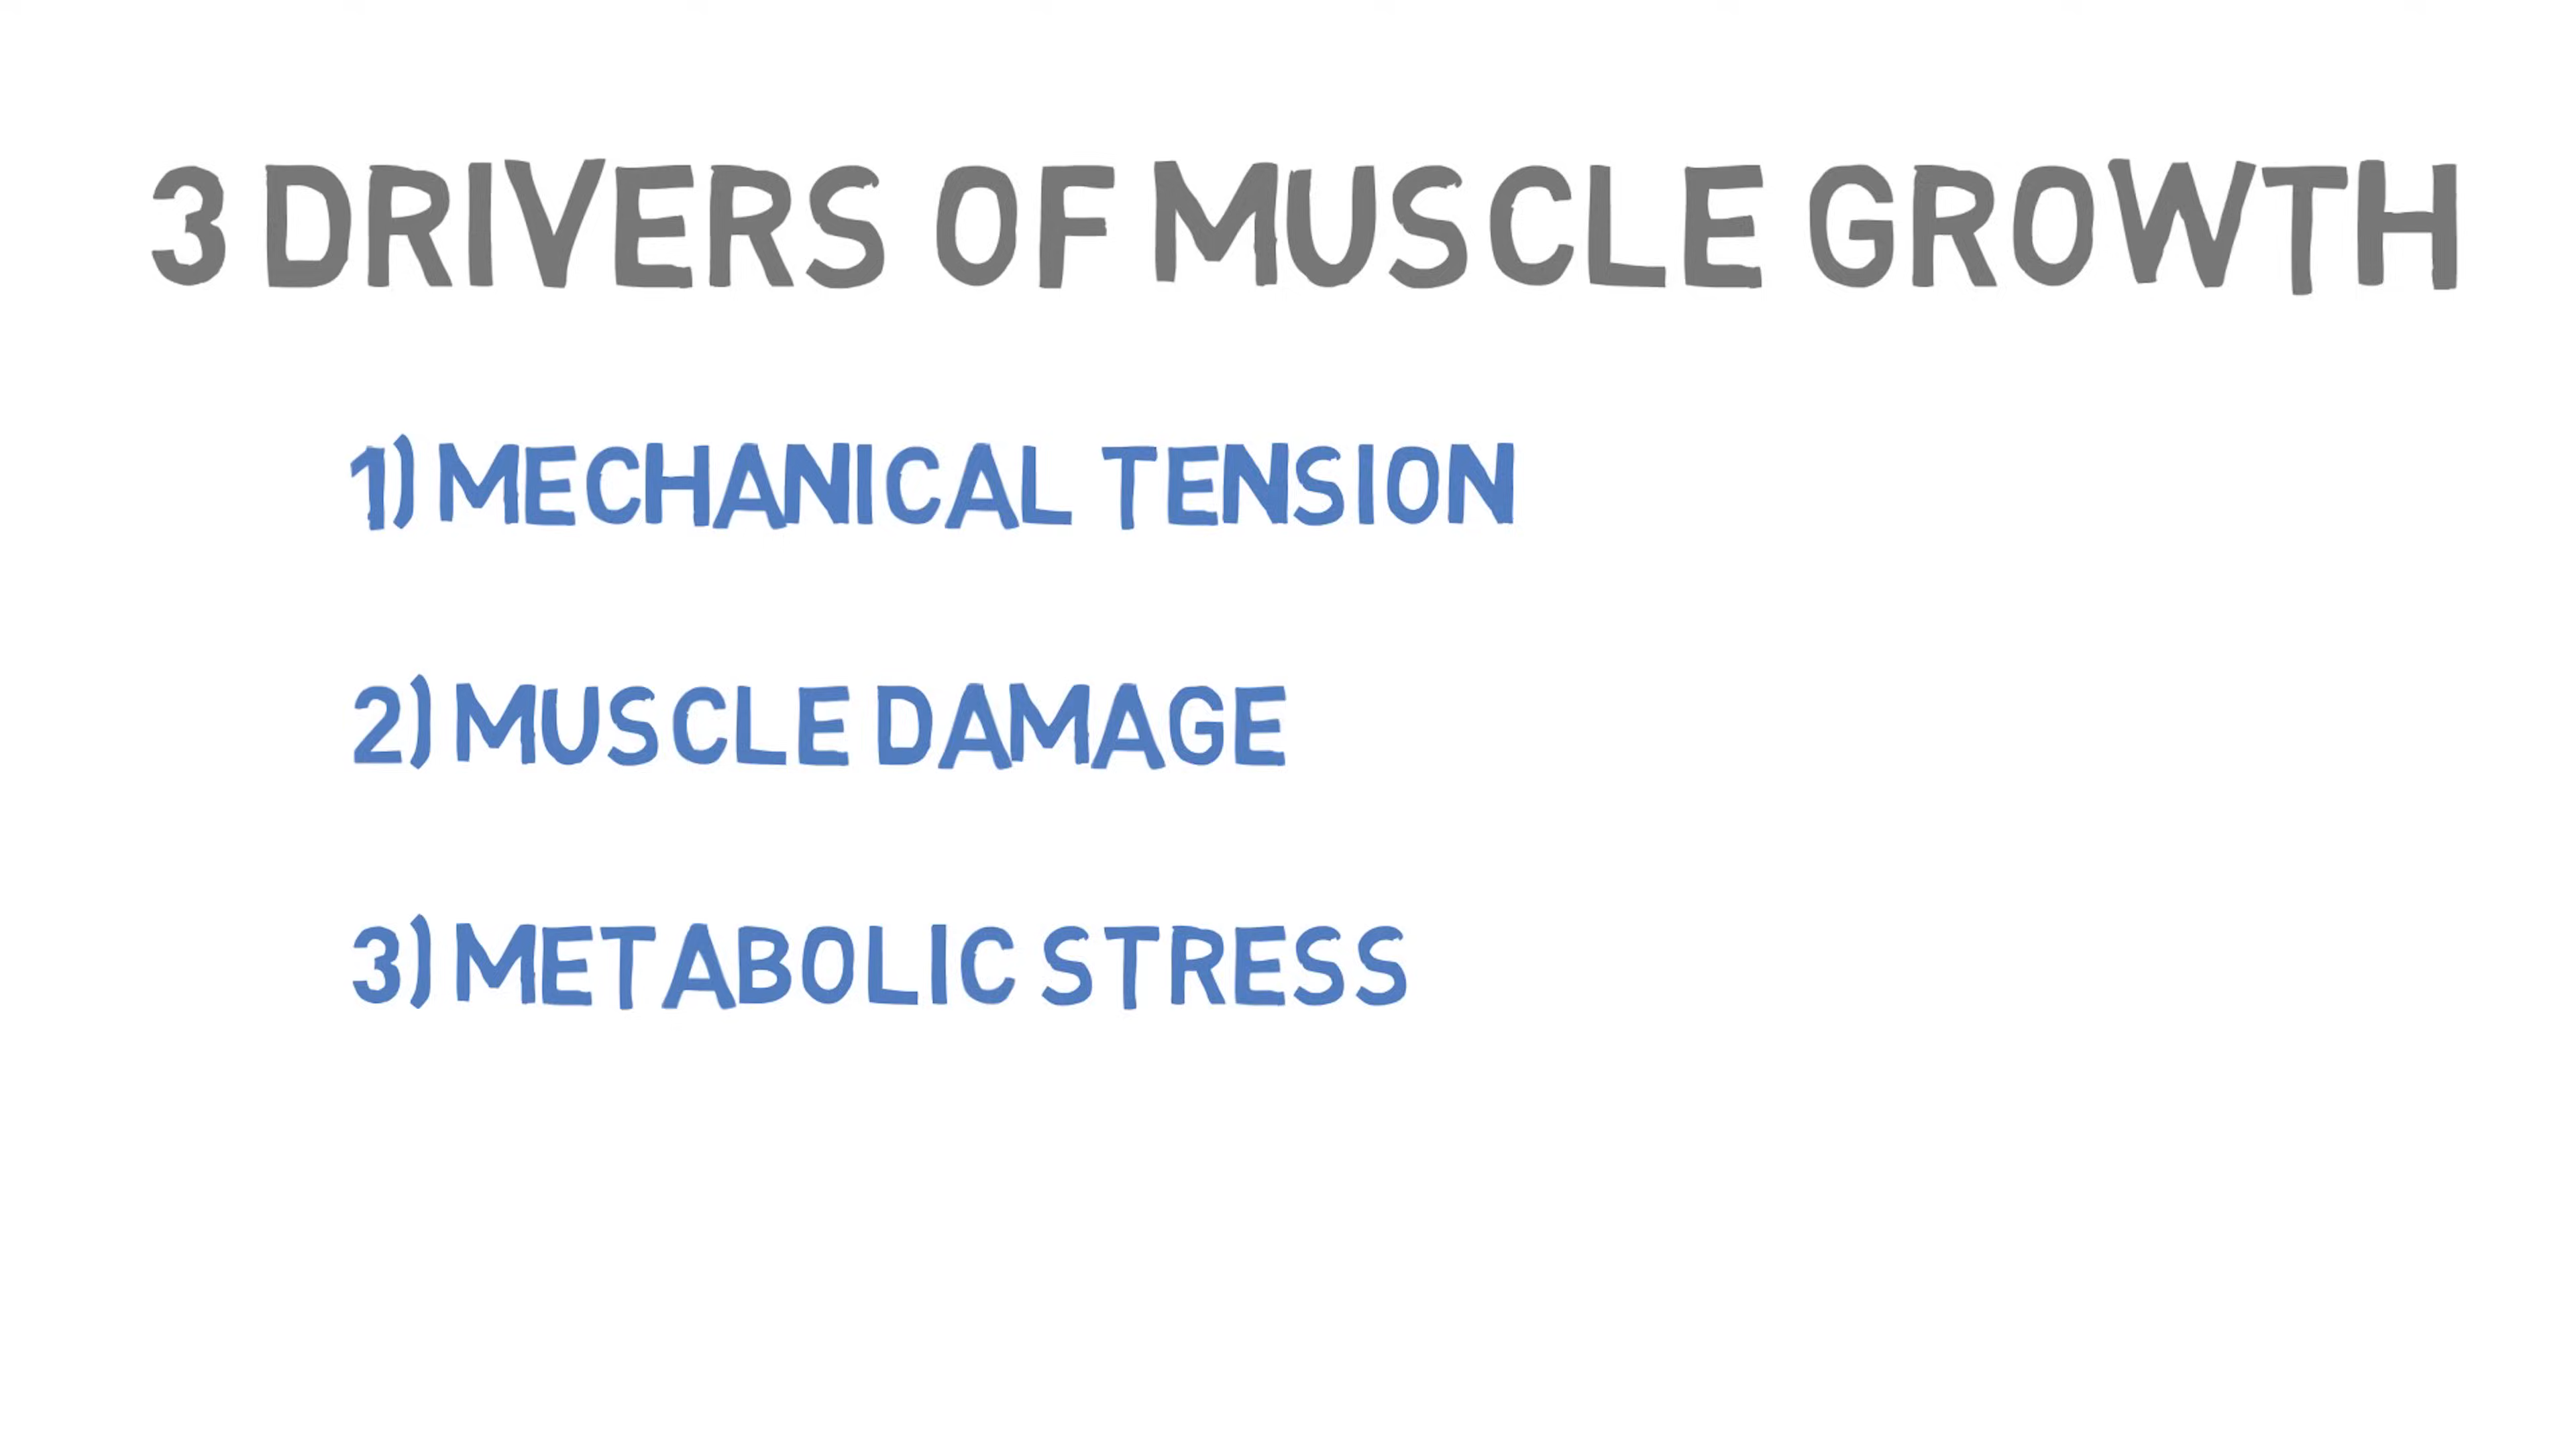 3 DRIVERS OF MUSCLE GROWTH
1) MECHANICAL TENSION
2) MUSCLE DAMAGE
3) METABOLIC STRESS